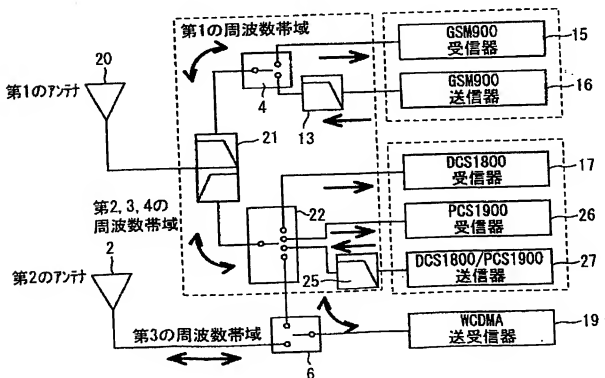 第1の周波数帯域
20
第1のアンテナ
4
13
GSM900
受信器
15
GSM900
送信器
16
21
第2,3,4の
周波数帯域
22
DCS1800
受信器
17
PCS1900
受信器
26
DCS1800/PCS1900
送信器
27
25
2
第2のアンテナ
第3の周波数帯域
6
WCDMA
送受信器
19